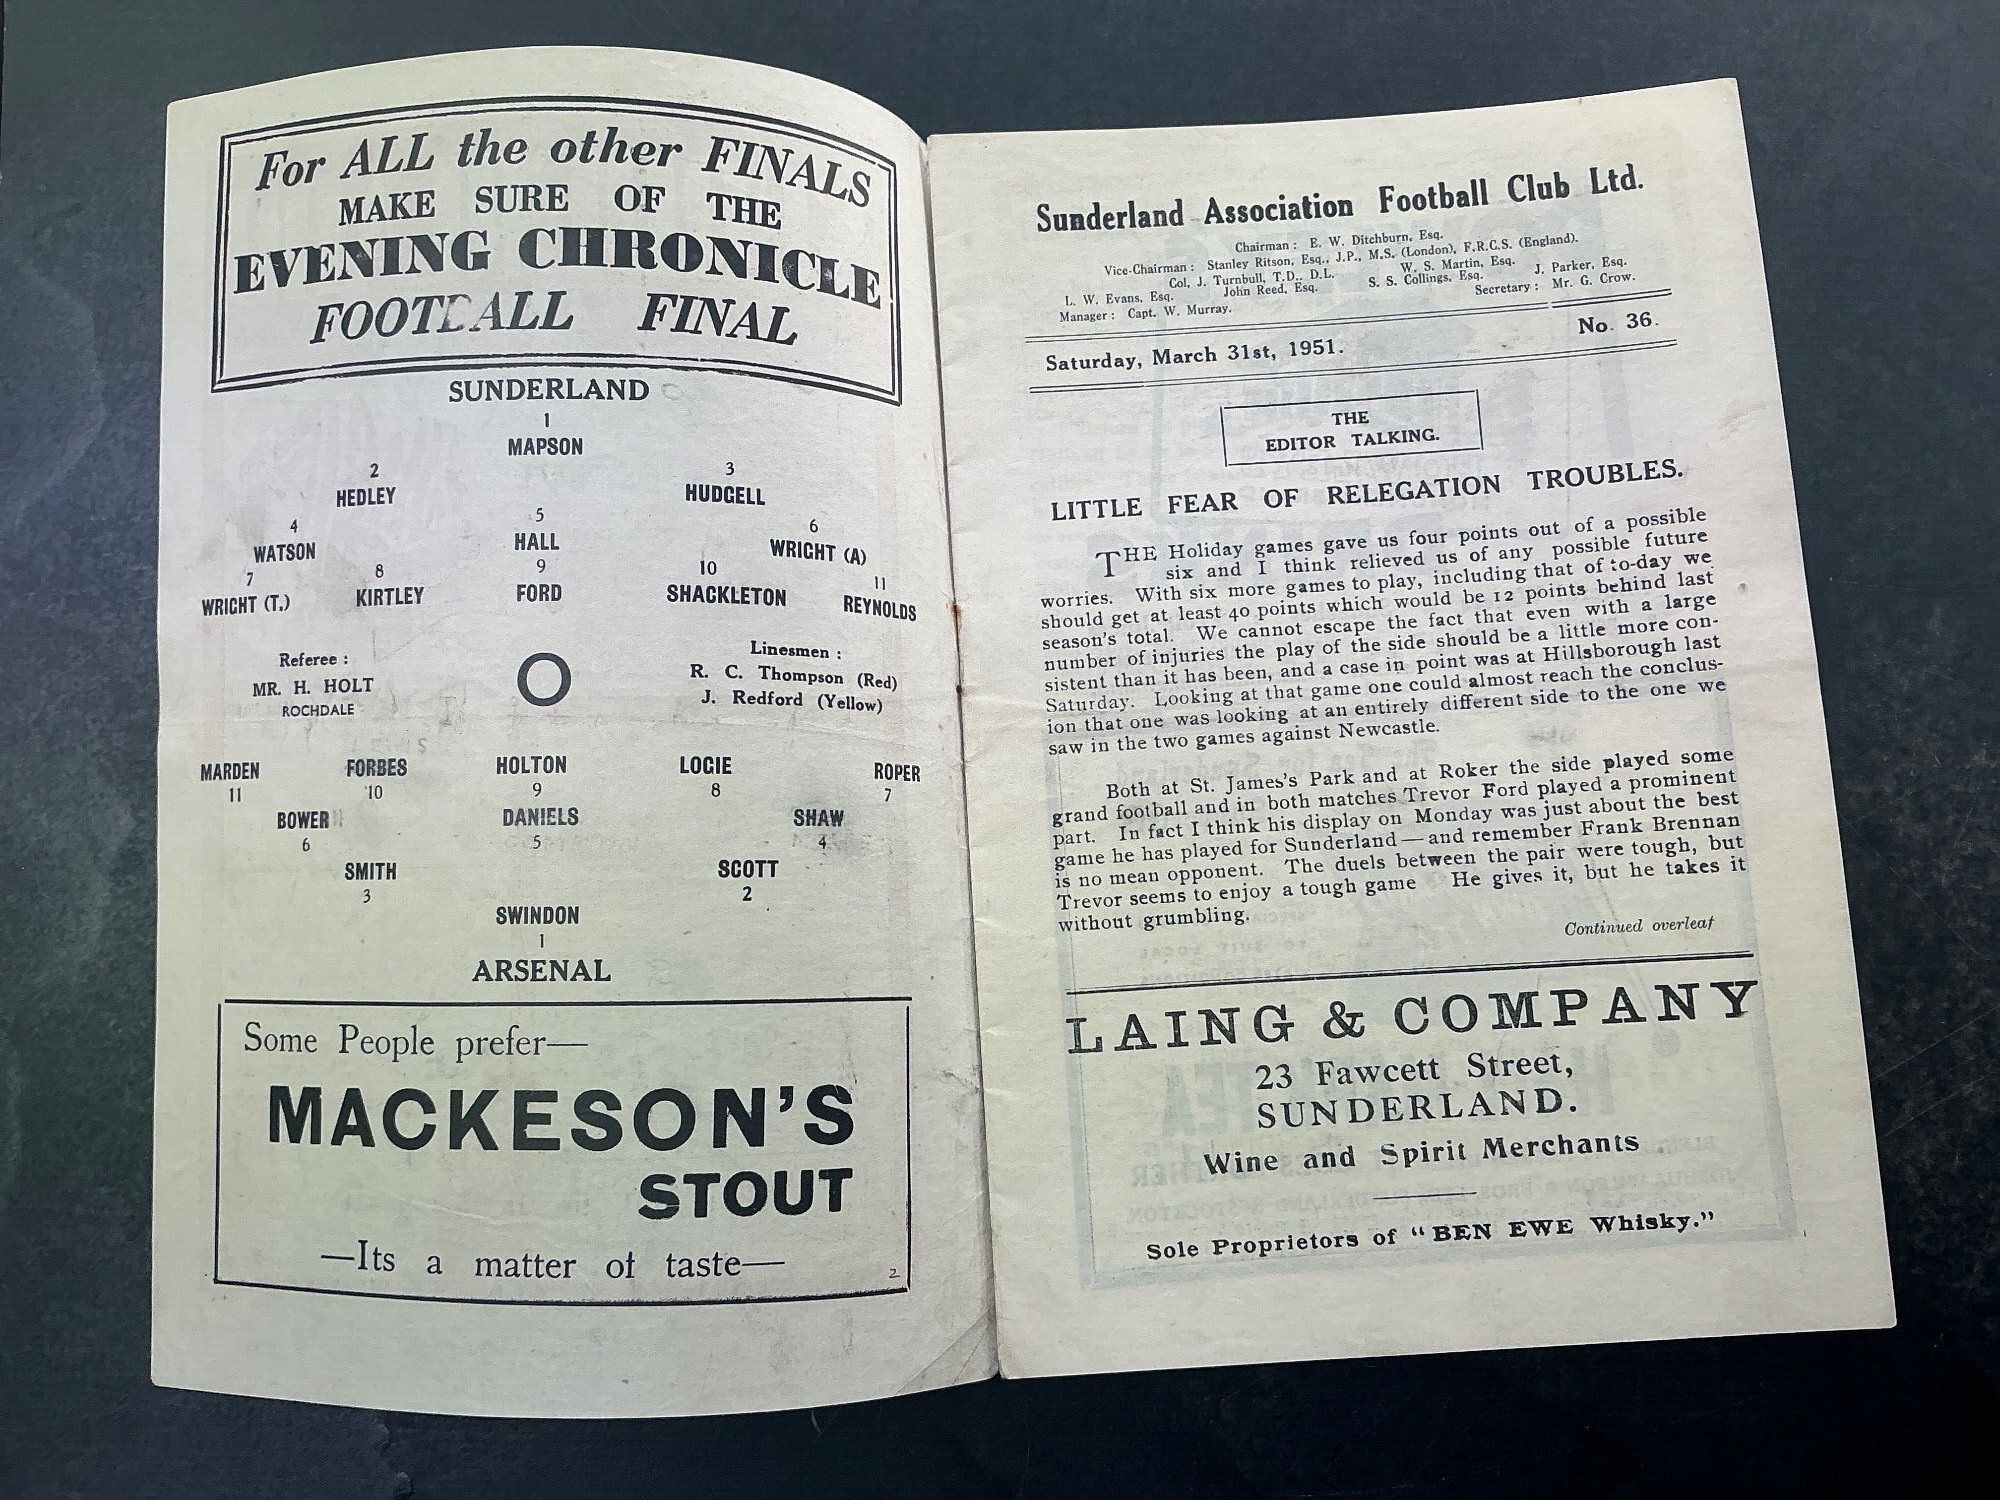 For ALL the other FINALS
MAKE SURE OF THE
EVENING CHRONICLE
FOOTBALL FINAL
SUNDERLAND
1
MAPSON
2 3
HEDLEY HUDGELL
4 5 6
WATSON HALL WRIGHT (A)
7 8 9 10 11
WRIGHT (T.) KIRTLEY FORD SHACKLETON REYNOLDS
Referee :
MR. H. HOLT
ROCHDALE
O
Linesmen :
R. C. Thompson (Red)
J. Redford (Yellow)
MARDEN FORBES HOLTON LOGIE ROPER
11 10 9 8 7
BOWER DANIELS SHAW
6 5 4
SMITH SCOTT
3 2
SWINDON
1
ARSENAL
Some People prefer—
MACKESON'S
STOUT
—Its a matter of taste—
2
Sunderland Association Football Club Ltd.
Chairman : E. W. Ditchburn, Esq.
Vice-Chairman : Stanley Ritson, Esq., J.P., M.S. (London), F.R.C.S. (England).
Col, J. Turnbull, T.D., D.L. W. S. Martin, Esq.
L. W. Evans, Esq. John Reed, Esq. S. S. Collings, Esq. J. Parker, Esq.
Manager : Capt. W. Murray. Secretary : Mr. G. Crow.
Saturday, March 31st, 1951. No. 36.
THE
EDITOR TALKING.
LITTLE FEAR OF RELEGATION TROUBLES.
THE Holiday games gave us four points out of a possible
six and I think relieved us of any possible future
worries. With six more games to play, including that of to-day we
should get at least 40 points which would be 12 points behind last
season's total. We cannot escape the fact that even with a large
number of injuries the play of the side should be a little more con-
sistent than it has been, and a case in point was at Hillsborough last
Saturday. Looking at that game one could almost reach the conclus-
ion that one was looking at an entirely different side to the one we
saw in the two games against Newcastle.
Both at St. James's Park and at Roker the side played some
grand football and in both matches Trevor Ford played a prominent
part. In fact I think his display on Monday was just about the best
game he has played for Sunderland — and remember Frank Brennan
is no mean opponent. The duels between the pair were tough, but
Trevor seems to enjoy a tough game He gives it, but he takes it
without grumbling.
Continued overleaf
LAING & COMPANY
23 Fawcett Street,
SUNDERLAND.
Wine and Spirit Merchants
Sole Proprietors of "BEN EWE Whisky."